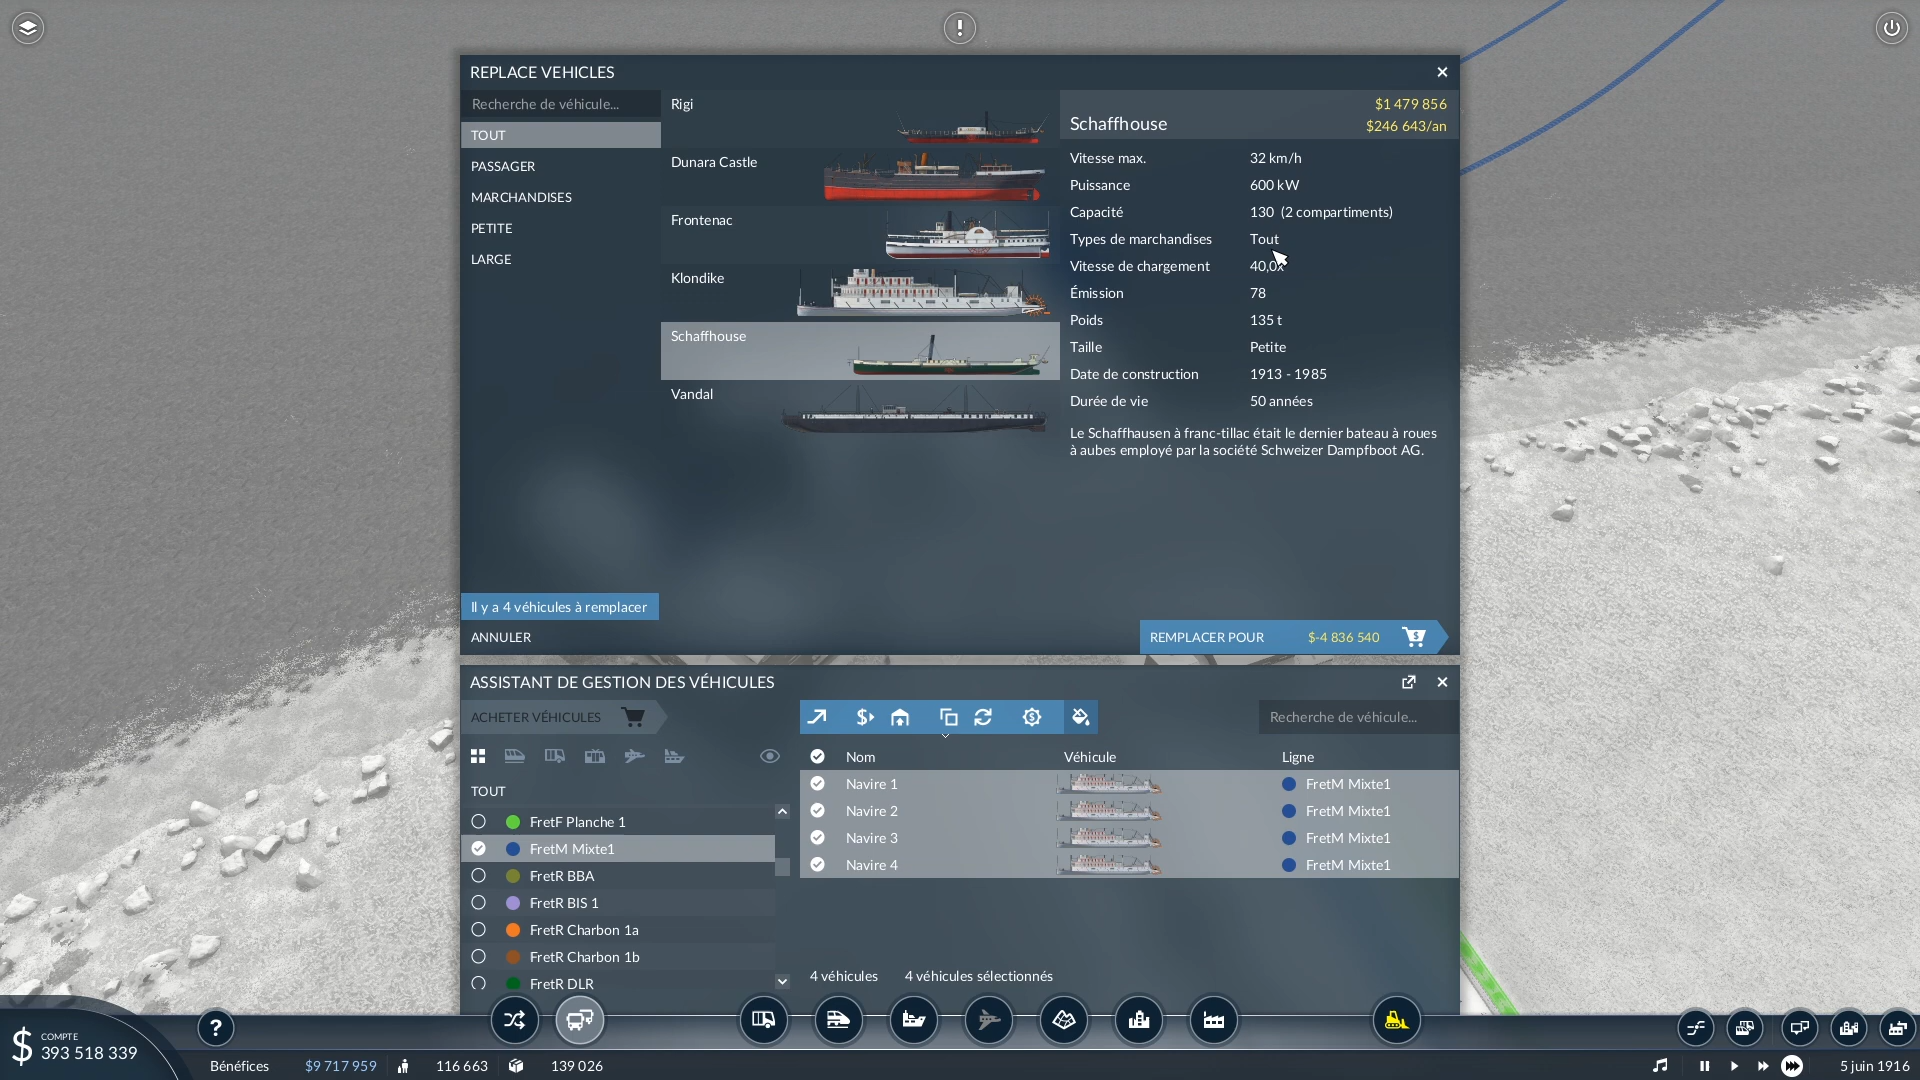 REPLACE VEHICLES
Recherche de véhicule...
TOUT
PASSAGER
MARCHANDISES
PETITE
LARGE
Rigi
Dunara Castle
Frontenac
Klondike
Schaffhouse
Vandal
$1 479 856
Schaffhouse
$246 643/an
Vitesse max. 32 km/h
Puissance 600 kW
Capacité 130 (2 compartiments)
Types de marchandises Tout
Vitesse de chargement 40,0x
Émission 78
Poids 135 t
Taille Petite
Date de construction 1913 - 1985
Durée de vie 50 années
Le Schaffhausen à franc-tillac était le dernier bateau à roues
à aubes employé par la société Schweizer Dampfboot AG.
Il y a 4 véhicules à remplacer
ANNULER
REMPLACER POUR $-4 836 540
ASSISTANT DE GESTION DES VÉHICULES
ACHETER VÉHICULES
Recherche de véhicule...
TOUT
FretF Planche 1
FretM Mixte1
FretR BBA
FretR BIS 1
FretR Charbon 1a
FretR Charbon 1b
FretR DLR
Nom Véhicule Ligne
Navire 1 FretM Mixte1
Navire 2 FretM Mixte1
Navire 3 FretM Mixte1
Navire 4 FretM Mixte1
4 véhicules 4 véhicules sélectionnés
COMPTE
$ 393 518 339
?
Bénéfices $9 717 959 116 663 139 026
5 juin 1916